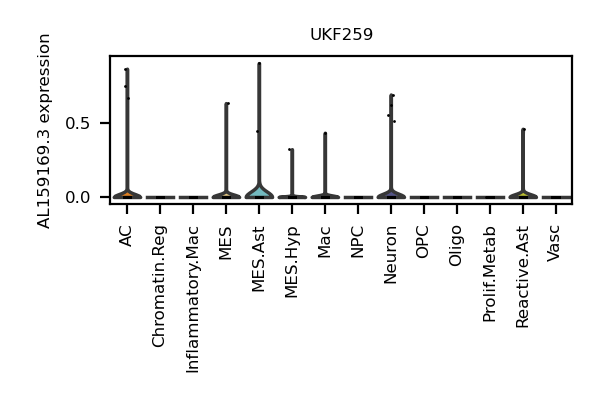 UKF259
AL159169.3 expression
0.5
0.0
AC
Chromatin.Reg
Inflammatory.Mac
MES
MES.Ast
MES.Hyp
Mac
NPC
Neuron
OPC
Oligo
Prolif.Metab
Reactive.Ast
Vasc